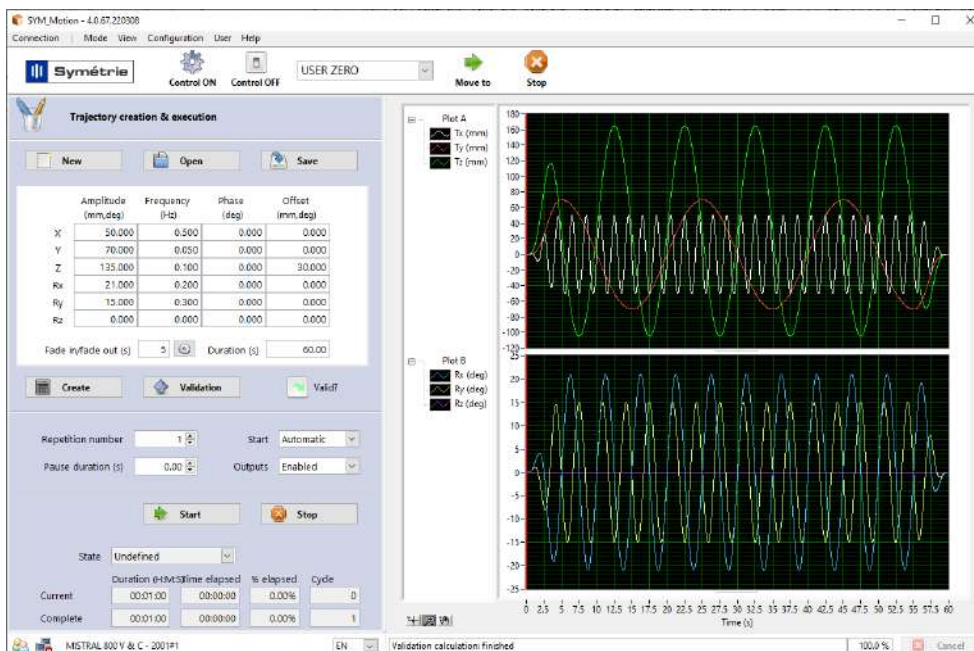 SYM_Motion - 4.0.67.220308
Connection Mode View Configuration User Help
Symétrie
Control ON Control OFF USER ZERO Move to Stop
Trajectory creation & execution
New Open Save
Amplitude (mm,deg) Frequency (Hz) Phase (deg) Offset (mm,deg)
X 50.000 0.500 0.000 0.000
Y 70.000 0.050 0.000 0.000
Z 135.000 0.100 0.000 30.000
Rx 21.000 0.200 0.000 0.000
Ry 15.000 0.300 0.000 0.000
Rz 0.000 0.000 0.000 0.000
Fade in/fade out (s) 5 Duration (s) 60.00
Create Validation Valid?
Repetition number 1 Start Automatic
Pause duration (s) 0.00 Outputs Enabled
Start Stop
State Undefined
Duration (H:M:S) Time elapsed % elapsed Cycle
Current 00:01:00 00:00:00 0.00% 0
Complete 00:01:00 00:00:00 0.00% 1
Plot A
Tx (mm)
Ty (mm)
Tz (mm)
180
160
140
120
100
80
60
40
20
0
-20
-40
-60
-80
-100
-120
Plot B
Rx (deg)
Ry (deg)
Rz (deg)
25
20
15
10
5
0
-5
-10
-15
-20
-25
0 2.5 5 7.5 10 12.5 15 17.5 20 22.5 25 27.5 30 32.5 35 37.5 40 42.5 45 47.5 50 52.5 55 57.5 60
Time (s)
MISTRAL 800 V & C - 2001#1 EN Validation calculation: finished 100.0 % Cancel